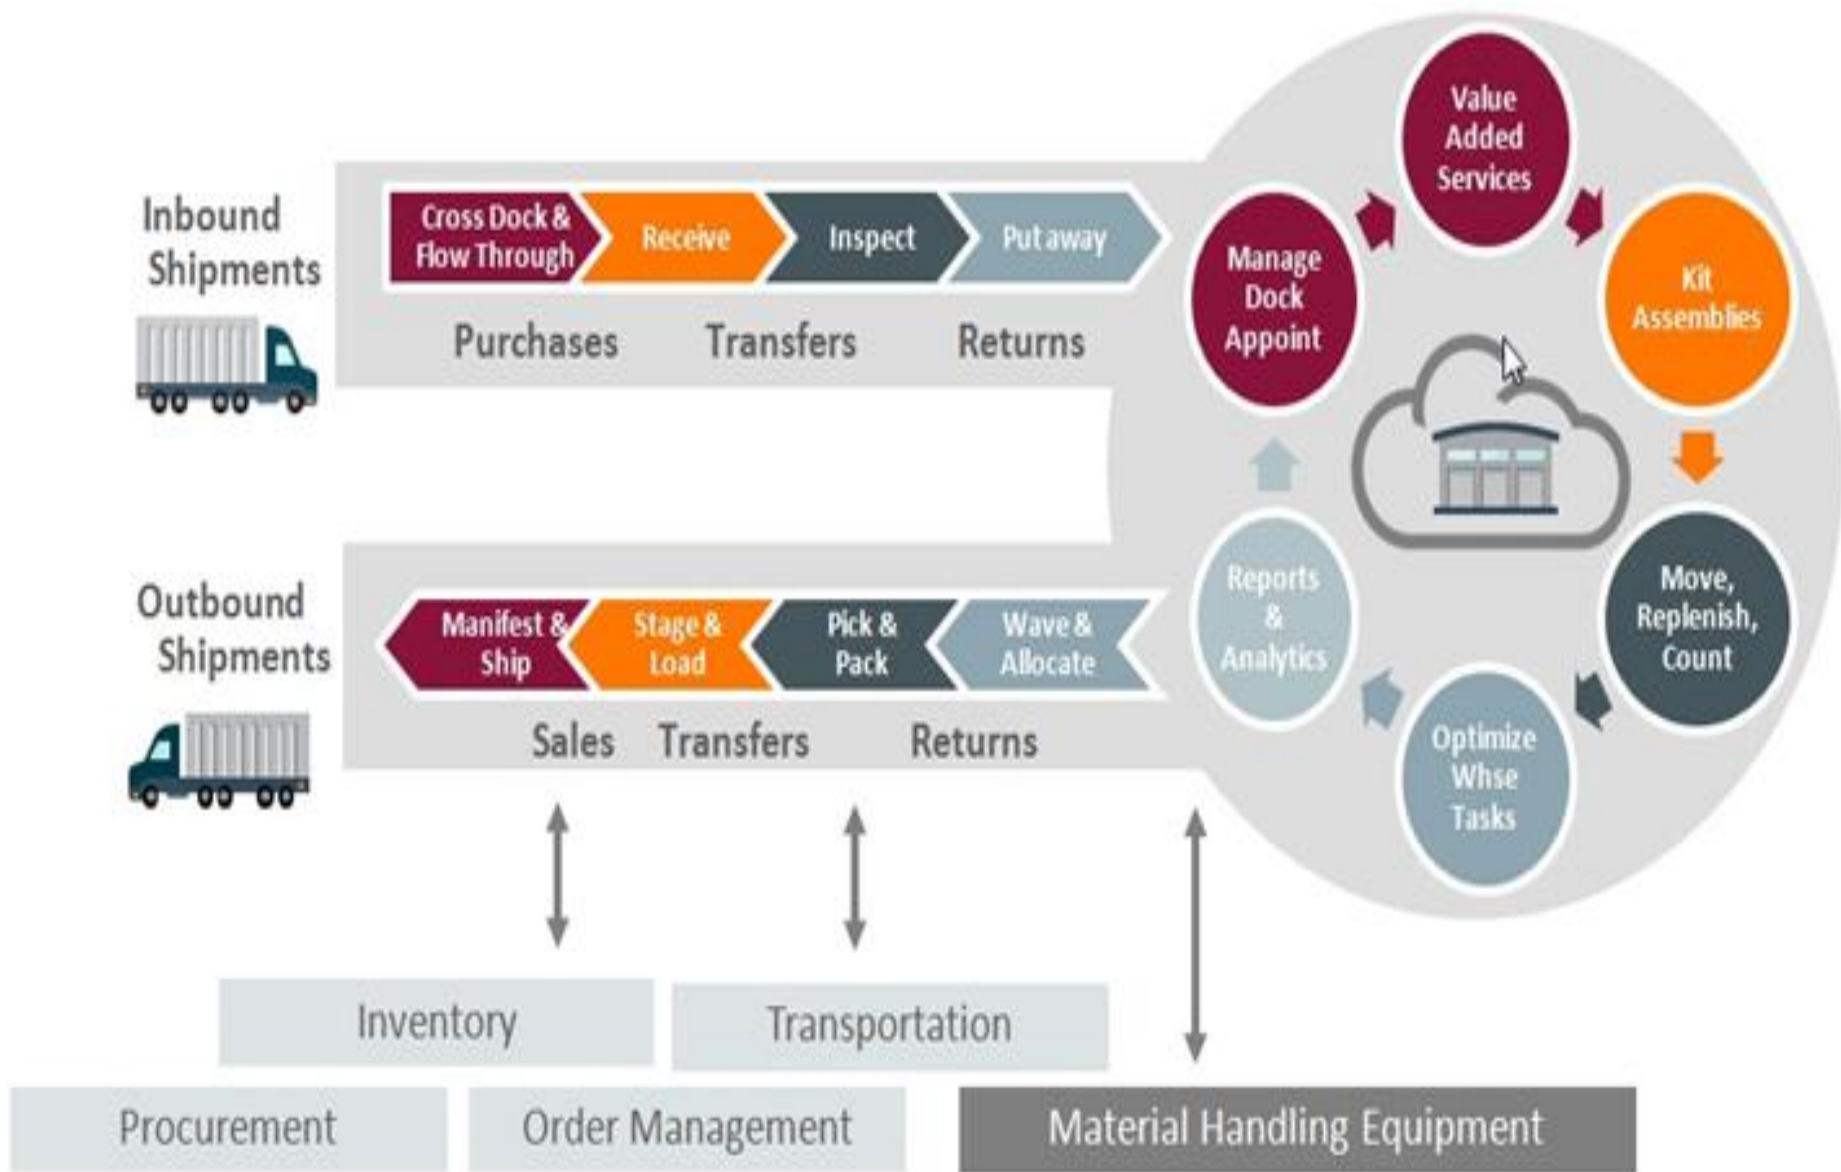 Inbound
Shipments
Cross Dock &
Flow Through
Receive
Inspect
Put away
Purchases
Transfers
Returns
Value
Added
Services
Manage
Dock
Appoint
Kit
Assemblies
Move,
Replenish,
Count
Optimize
Whse
Tasks
Reports
&
Analytics
Outbound
Shipments
Manifest &
Ship
Stage &
Load
Pick &
Pack
Wave &
Allocate
Sales
Transfers
Returns
Inventory
Transportation
Procurement
Order Management
Material Handling Equipment